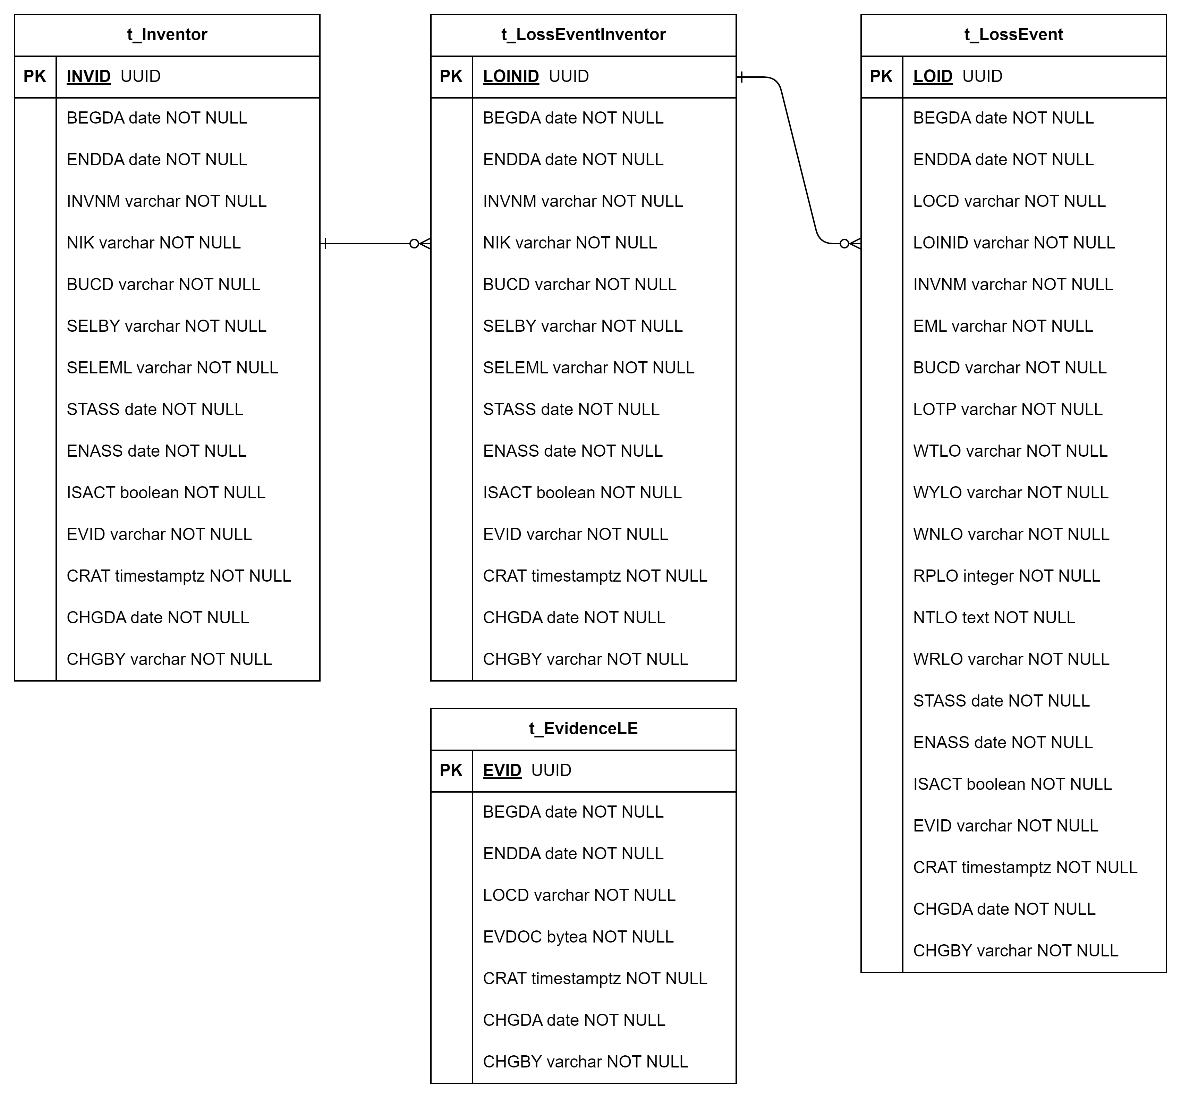 t_Inventor
PK INVID UUID
BEGDA date NOT NULL
ENDDA date NOT NULL
INVNM varchar NOT NULL
NIK varchar NOT NULL
BUCD varchar NOT NULL
SELBY varchar NOT NULL
SELEML varchar NOT NULL
STASS date NOT NULL
ENASS date NOT NULL
ISACT boolean NOT NULL
EVID varchar NOT NULL
CRAT timestamptz NOT NULL
CHGDA date NOT NULL
CHGBY varchar NOT NULL
t_LossEventInventor
PK LOINID UUID
BEGDA date NOT NULL
ENDDA date NOT NULL
INVNM varchar NOT NULL
NIK varchar NOT NULL
BUCD varchar NOT NULL
SELBY varchar NOT NULL
SELEML varchar NOT NULL
STASS date NOT NULL
ENASS date NOT NULL
ISACT boolean NOT NULL
EVID varchar NOT NULL
CRAT timestamptz NOT NULL
CHGDA date NOT NULL
CHGBY varchar NOT NULL
t_EvidenceLE
PK EVID UUID
BEGDA date NOT NULL
ENDDA date NOT NULL
LOCD varchar NOT NULL
EVDOC bytea NOT NULL
CRAT timestamptz NOT NULL
CHGDA date NOT NULL
CHGBY varchar NOT NULL
t_LossEvent
PK LOID UUID
BEGDA date NOT NULL
ENDDA date NOT NULL
LOCD varchar NOT NULL
LOINID varchar NOT NULL
INVNM varchar NOT NULL
EML varchar NOT NULL
BUCD varchar NOT NULL
LOTP varchar NOT NULL
WTLO varchar NOT NULL
WYLO varchar NOT NULL
WNLO varchar NOT NULL
RPLO integer NOT NULL
NTLO text NOT NULL
WRLO varchar NOT NULL
STASS date NOT NULL
ENASS date NOT NULL
ISACT boolean NOT NULL
EVID varchar NOT NULL
CRAT timestamptz NOT NULL
CHGDA date NOT NULL
CHGBY varchar NOT NULL